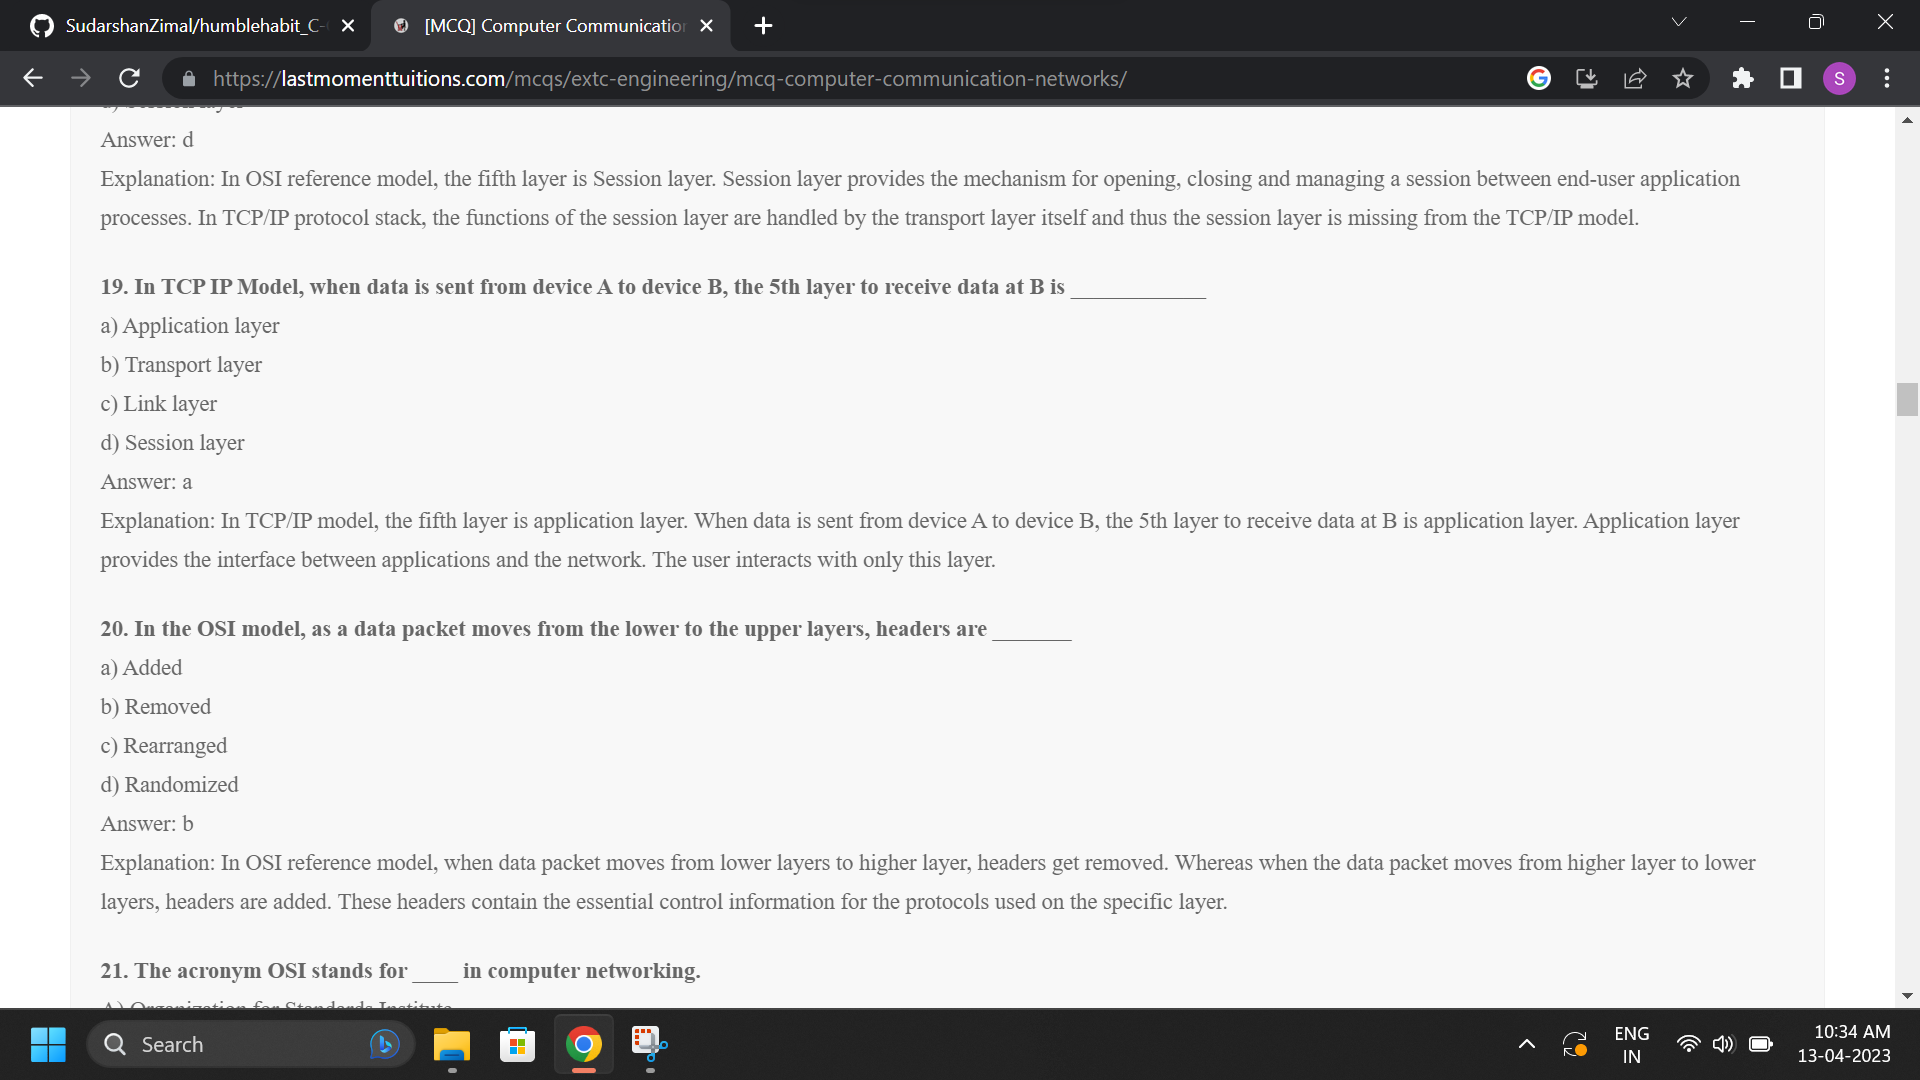 SudarshanZimal/humblehabit_C-
[MCQ] Computer Communication
https://lastmomenttuitions.com/mcqs/extc-engineering/mcq-computer-communication-networks/
S
Answer: d
Explanation: In OSI reference model, the fifth layer is Session layer. Session layer provides the mechanism for opening, closing and managing a session between end-user application
processes. In TCP/IP protocol stack, the functions of the session layer are handled by the transport layer itself and thus the session layer is missing from the TCP/IP model.
19. In TCP IP Model, when data is sent from device A to device B, the 5th layer to receive data at B is ____________
a) Application layer
b) Transport layer
c) Link layer
d) Session layer
Answer: a
Explanation: In TCP/IP model, the fifth layer is application layer. When data is sent from device A to device B, the 5th layer to receive data at B is application layer. Application layer
provides the interface between applications and the network. The user interacts with only this layer.
20. In the OSI model, as a data packet moves from the lower to the upper layers, headers are _______
a) Added
b) Removed
c) Rearranged
d) Randomized
Answer: b
Explanation: In OSI reference model, when data packet moves from lower layers to higher layer, headers get removed. Whereas when the data packet moves from higher layer to lower
layers, headers are added. These headers contain the essential control information for the protocols used on the specific layer.
21. The acronym OSI stands for ____ in computer networking.
A) Organization for Standards Institute
Search
ENG
IN
10:34 AM
13-04-2023